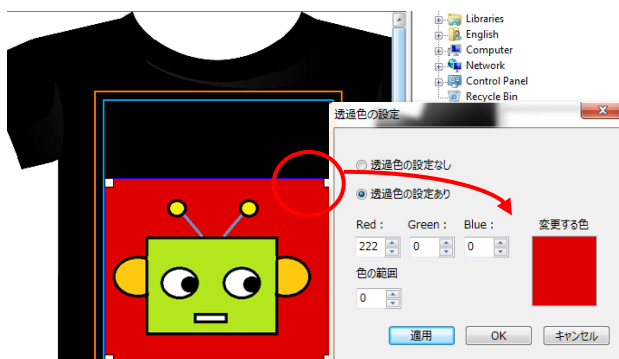 Libraries
English
Computer
Network
Control Panel
Recycle Bin
透過色の設定
透過色の設定なし
透過色の設定あり
Red : Green : Blue : 変更する色
222 0 0
色の範囲
0
適用 OK キャンセル